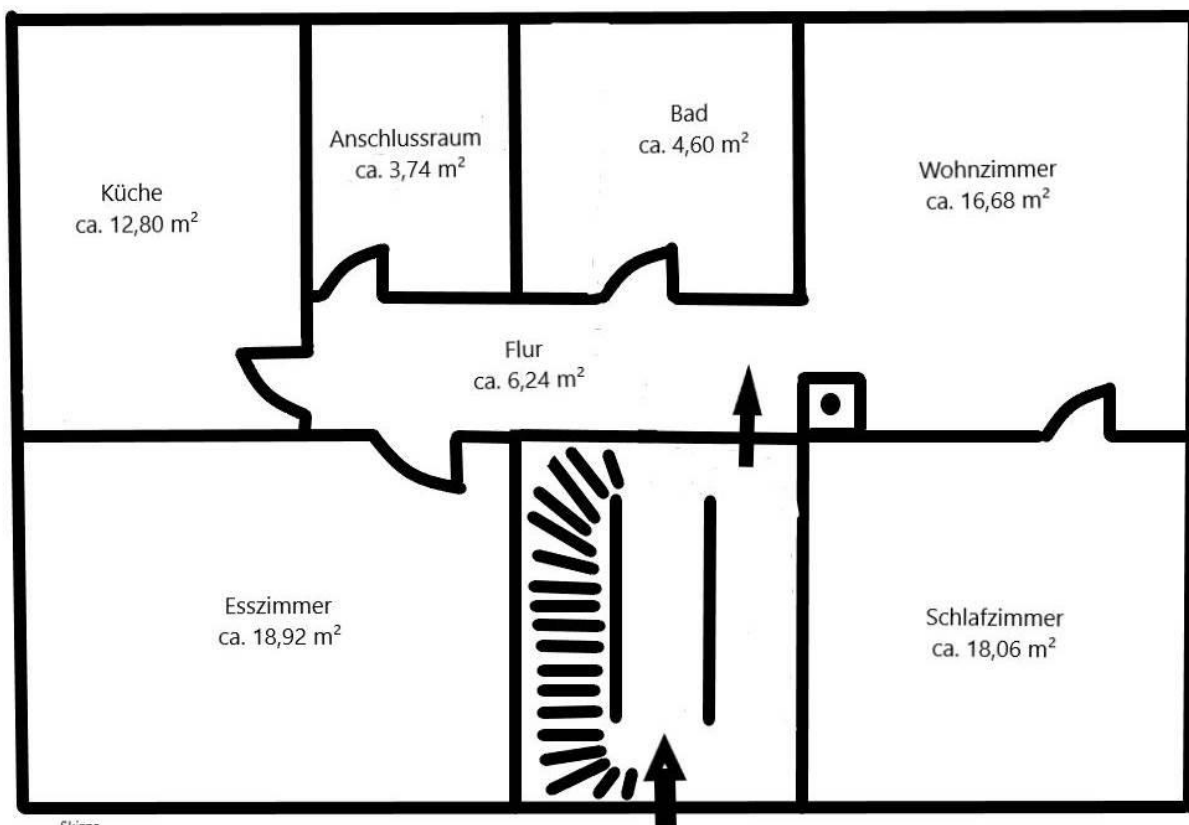 Anschlussraum
ca. 3,74 m²
Bad
ca. 4,60 m²
Wohnzimmer
ca. 16,68 m²
Küche
ca. 12,80 m²
Flur
ca. 6,24 m²
Esszimmer
ca. 18,92 m²
Schlafzimmer
ca. 18,06 m²